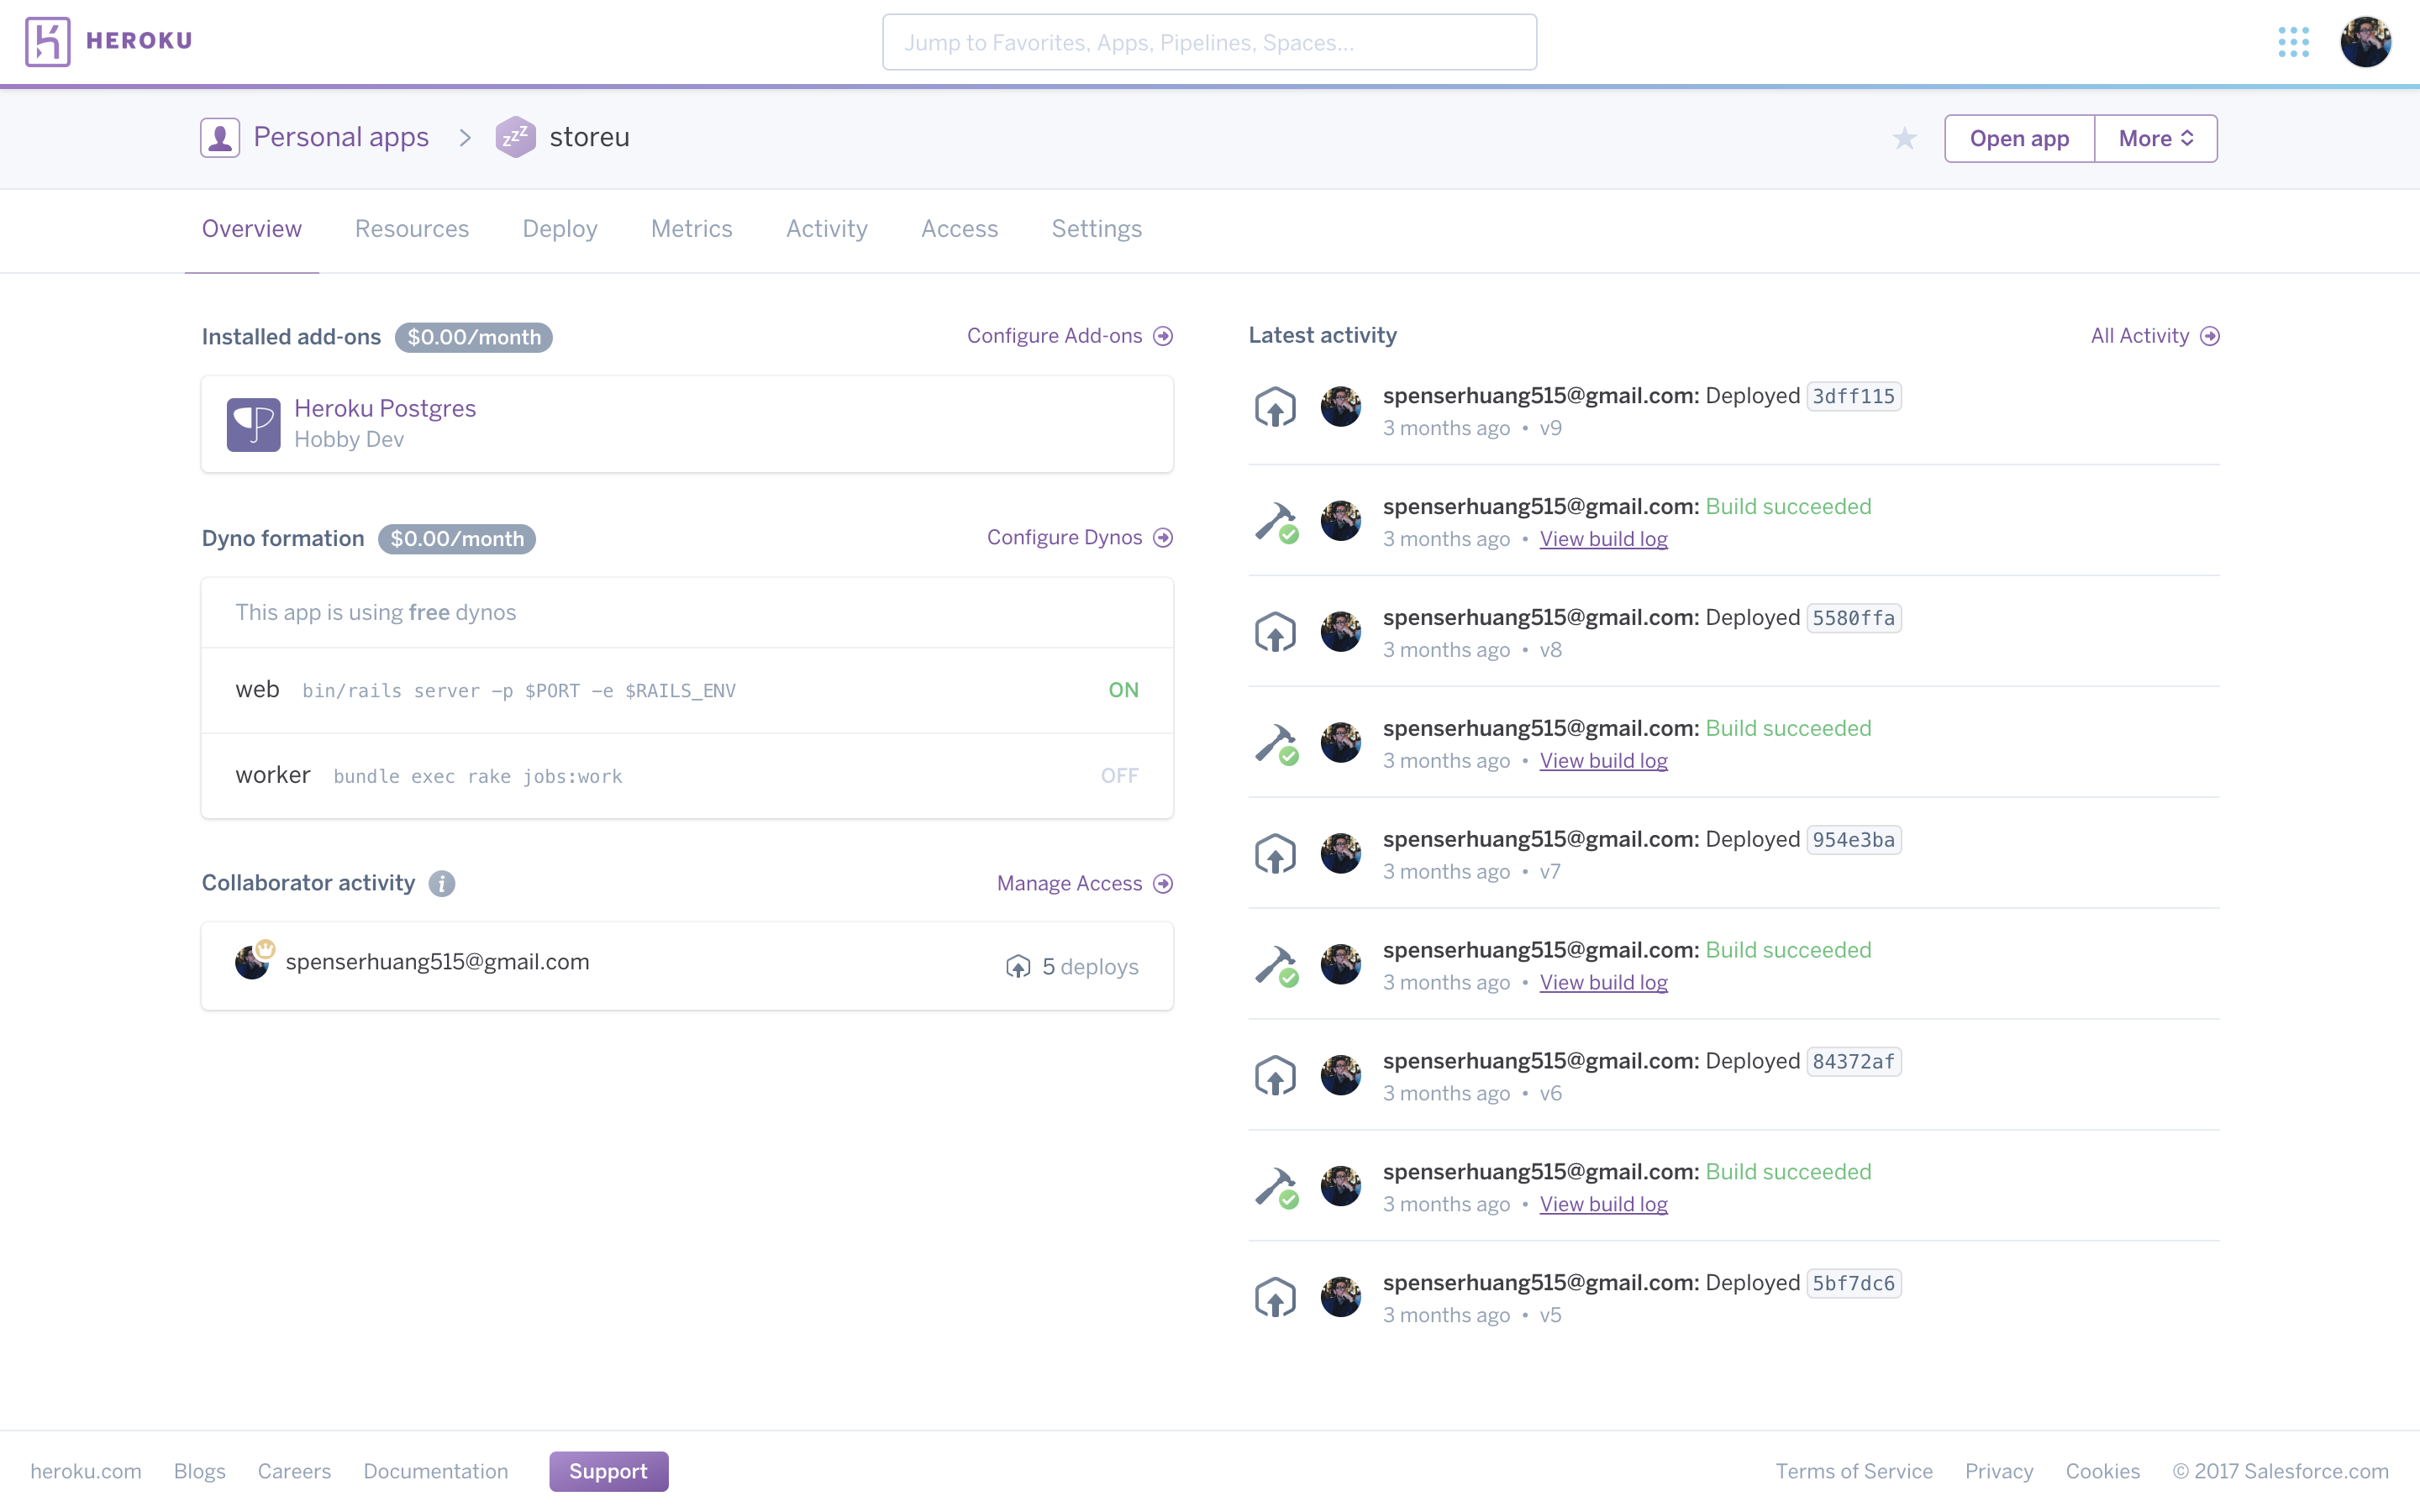 HEROKU
Jump to Favorites, Apps, Pipelines, Spaces...
Personal apps
zzz
storeu
Open app
More
Overview
Resources
Deploy
Metrics
Activity
Access
Settings
Installed add-ons
$0.00/month
Configure Add-ons
Heroku Postgres
Hobby Dev
Dyno formation
$0.00/month
Configure Dynos
This app is using free dynos
web bin/rails server -p $PORT -e $RAILS_ENV
ON
worker bundle exec rake jobs:work
OFF
Collaborator activity
i
Manage Access
spenserhuang515@gmail.com
5 deploys
Latest activity
All Activity
spenserhuang515@gmail.com: Deployed 3dff115
3 months ago • v9
spenserhuang515@gmail.com: Build succeeded
3 months ago • View build log
spenserhuang515@gmail.com: Deployed 5580ffa
3 months ago • v8
spenserhuang515@gmail.com: Build succeeded
3 months ago • View build log
spenserhuang515@gmail.com: Deployed 954e3ba
3 months ago • v7
spenserhuang515@gmail.com: Build succeeded
3 months ago • View build log
spenserhuang515@gmail.com: Deployed 84372af
3 months ago • v6
spenserhuang515@gmail.com: Build succeeded
3 months ago • View build log
spenserhuang515@gmail.com: Deployed 5bf7dc6
3 months ago • v5
heroku.com
Blogs
Careers
Documentation
Support
Terms of Service
Privacy
Cookies
© 2017 Salesforce.com